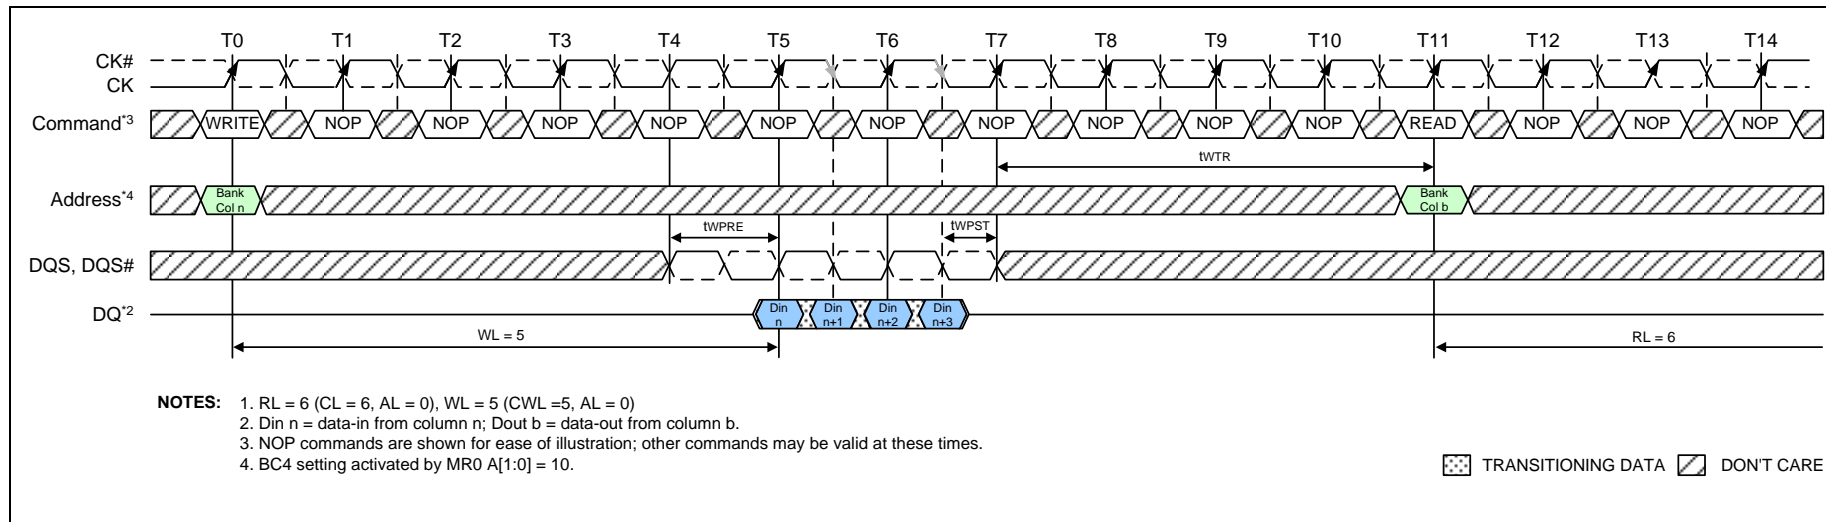 T0 T1 T2 T3 T4 T5 T6 T7 T8 T9 T10 T11 T12 T13 T14
CK#
CK
Command*3 WRITE NOP NOP NOP NOP NOP NOP NOP NOP NOP NOP READ NOP NOP NOP
tWTR
Address*4 Bank Col n Bank Col b
tWPRE tWPST
DQS, DQS#
DQ*2 Din n Din n+1 Din n+2 Din n+3
WL = 5 RL = 6
NOTES: 1. RL = 6 (CL = 6, AL = 0), WL = 5 (CWL =5, AL = 0)
2. Din n = data-in from column n; Dout b = data-out from column b.
3. NOP commands are shown for ease of illustration; other commands may be valid at these times.
4. BC4 setting activated by MR0 A[1:0] = 10.
TRANSITIONING DATA DON'T CARE